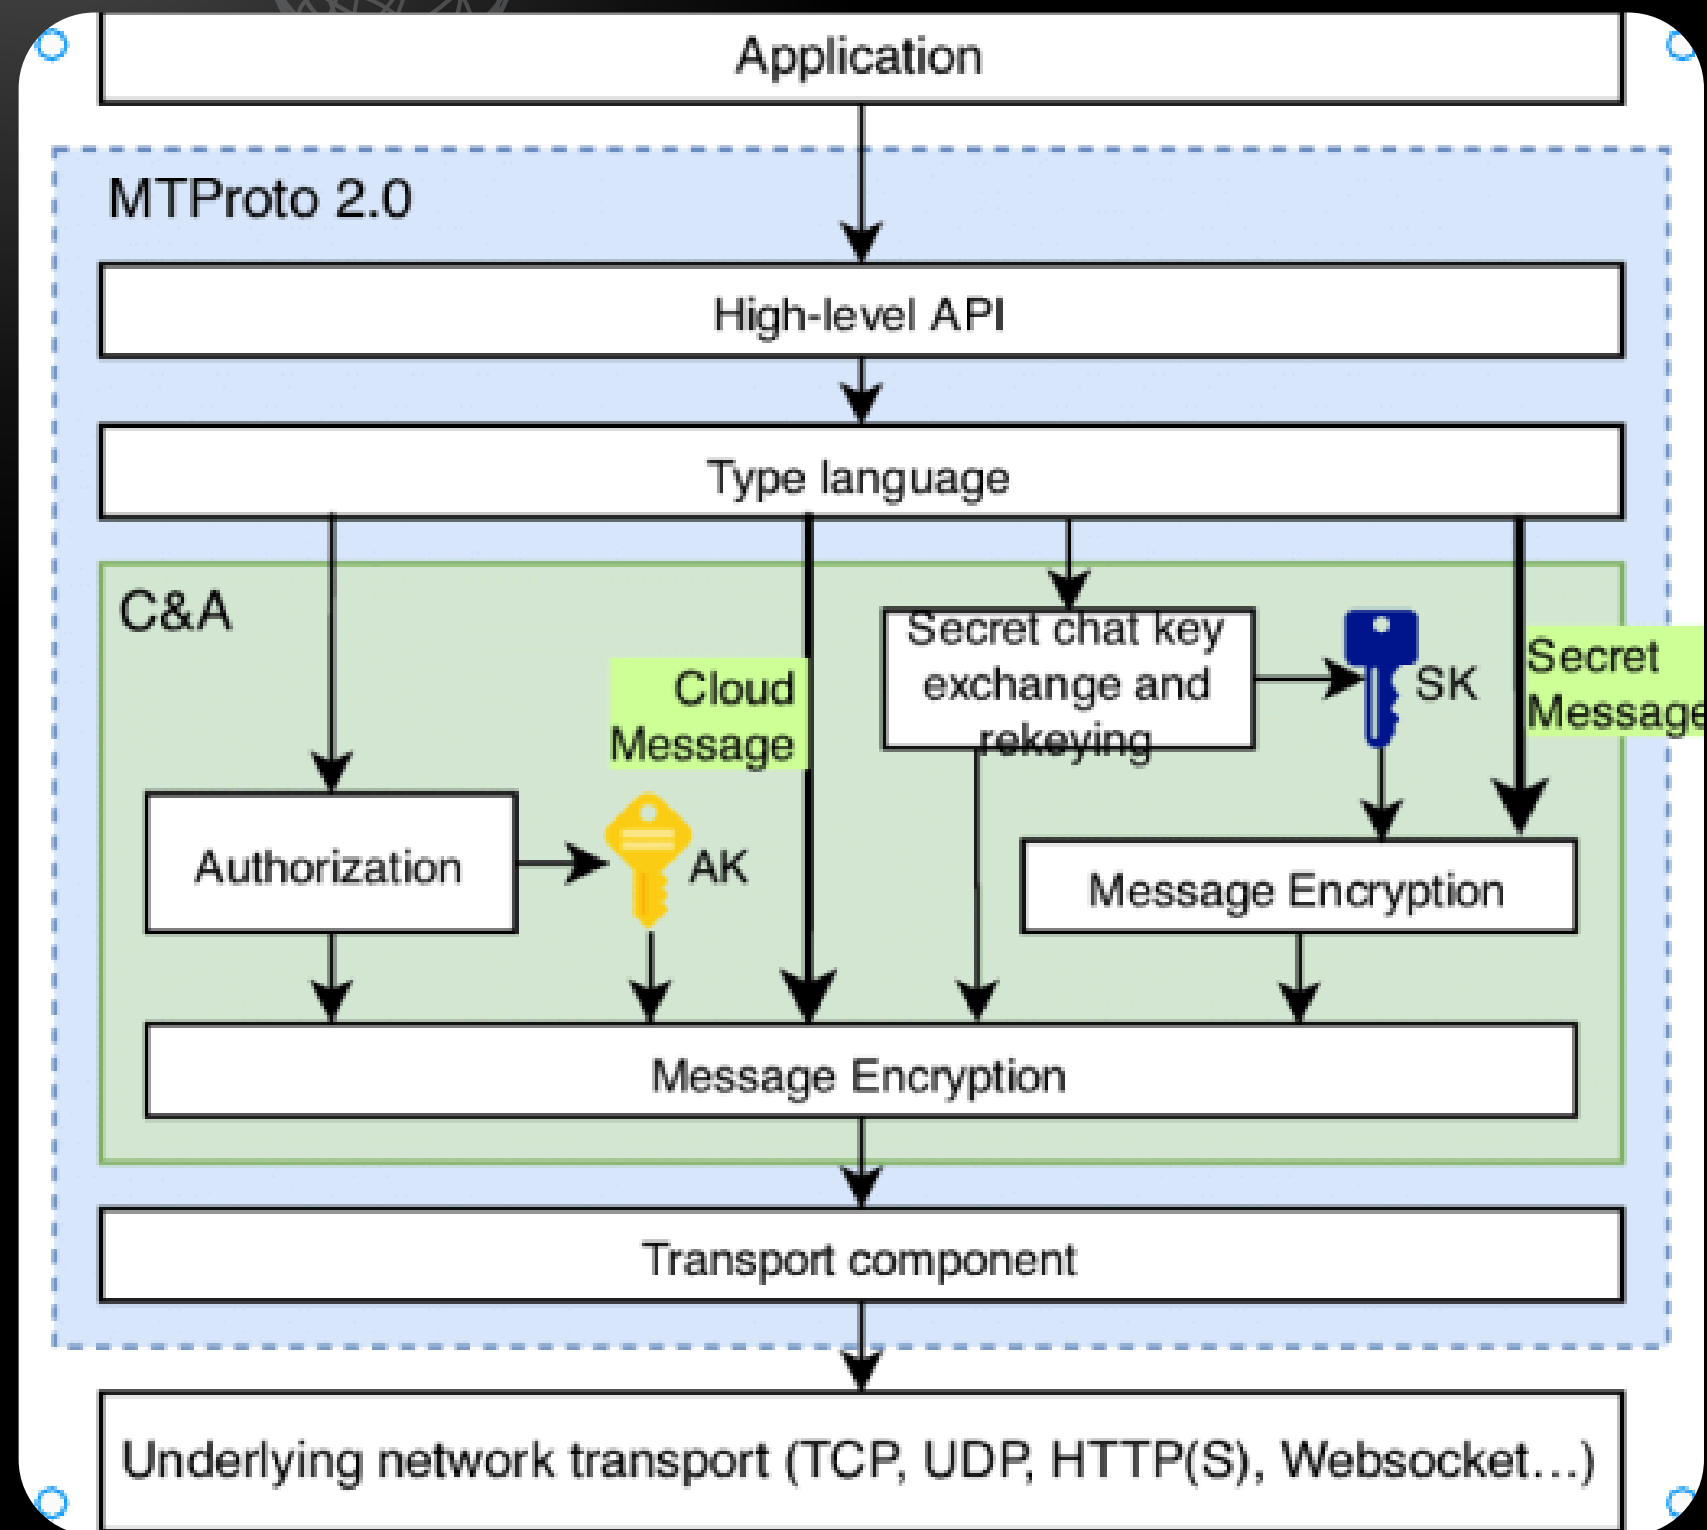 Application
MTProto 2.0
High-level API
Type language
C&A
Secret chat key
exchange and
rekeying
SK
Secret
Message
Cloud
Message
Authorization
AK
Message Encryption
Message Encryption
Transport component
Underlying network transport (TCP, UDP, HTTP(S), Websocket...)